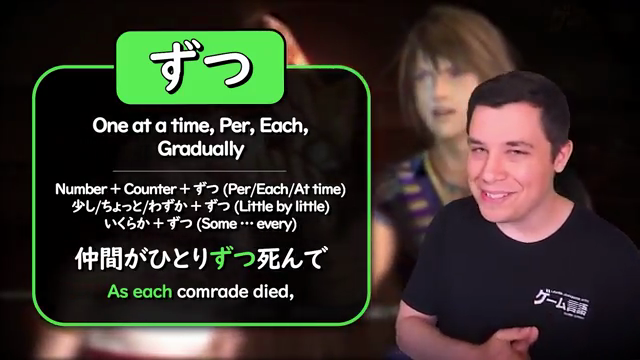 ずつ
One at a time, Per, Each,
Gradually
Number + Counter + ずつ (Per/Each/At time)
少し/ちょっと/わずか + ずつ (Little by little)
いくらか + ずつ (Some … every)
仲間がひとりずつ死んで
As each comrade died,
ゲーム言語